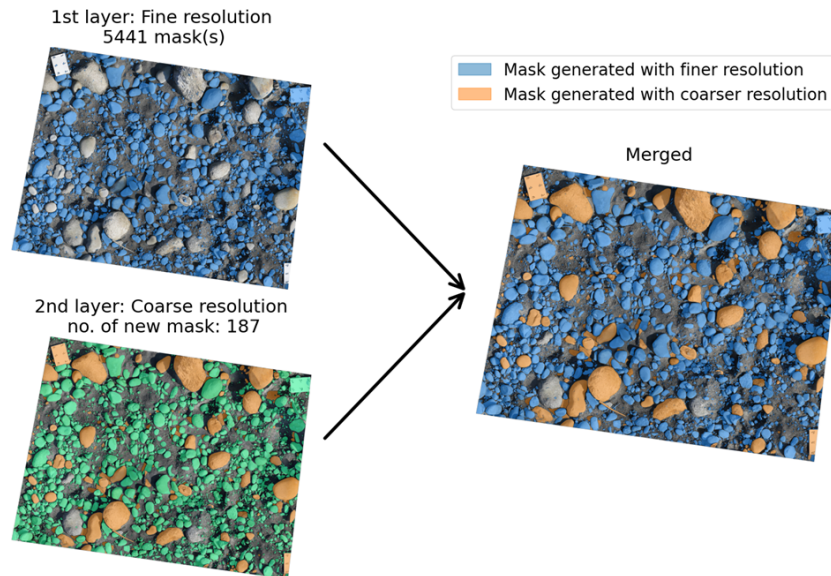 1st layer: Fine resolution
5441 mask(s)
Mask generated with finer resolution
Mask generated with coarser resolution
Merged
2nd layer: Coarse resolution
no. of new mask: 187